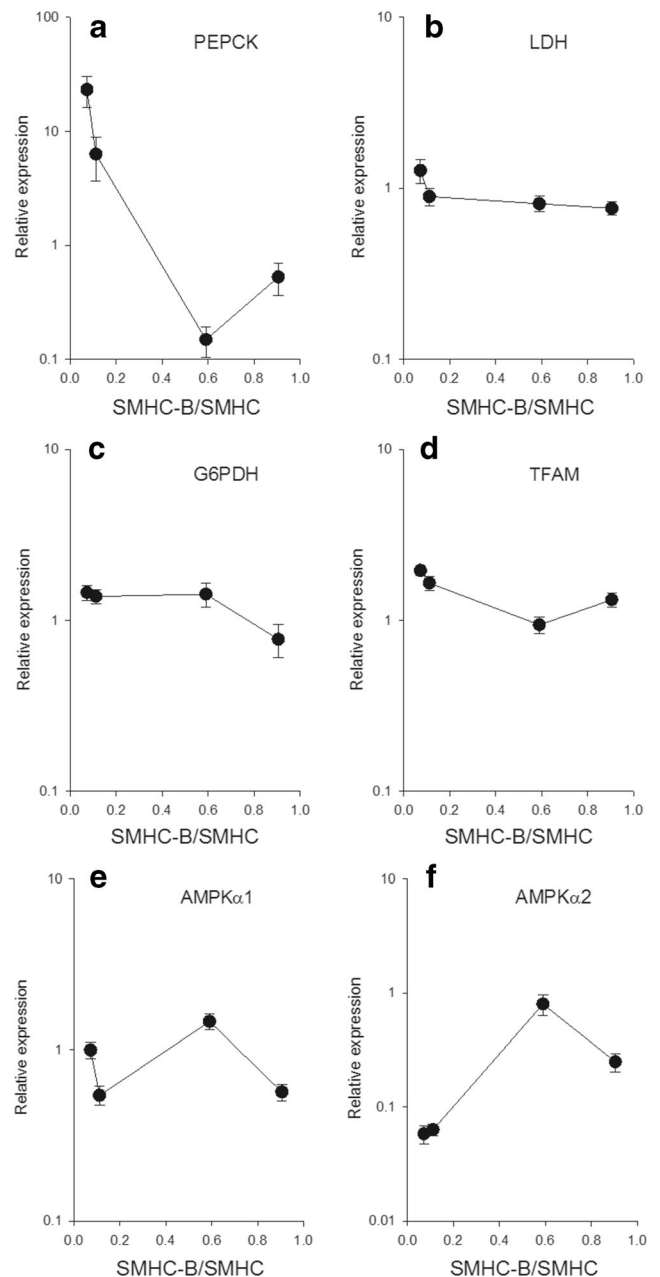 a
PEPCK
100
10
1
0.1
Relative expression
0.0 0.2 0.4 0.6 0.8 1.0
SMHC-B/SMHC
b
LDH
10
1
0.1
Relative expression
0.0 0.2 0.4 0.6 0.8 1.0
SMHC-B/SMHC
c
G6PDH
10
1
0.1
Relative expression
0.0 0.2 0.4 0.6 0.8 1.0
SMHC-B/SMHC
d
TFAM
10
1
0.1
Relative expression
0.0 0.2 0.4 0.6 0.8 1.0
SMHC-B/SMHC
e
AMPKα1
10
1
0.1
Relative expression
0.0 0.2 0.4 0.6 0.8 1.0
SMHC-B/SMHC
f
AMPKα2
10
1
0.1
0.01
Relative expression
0.0 0.2 0.4 0.6 0.8 1.0
SMHC-B/SMHC